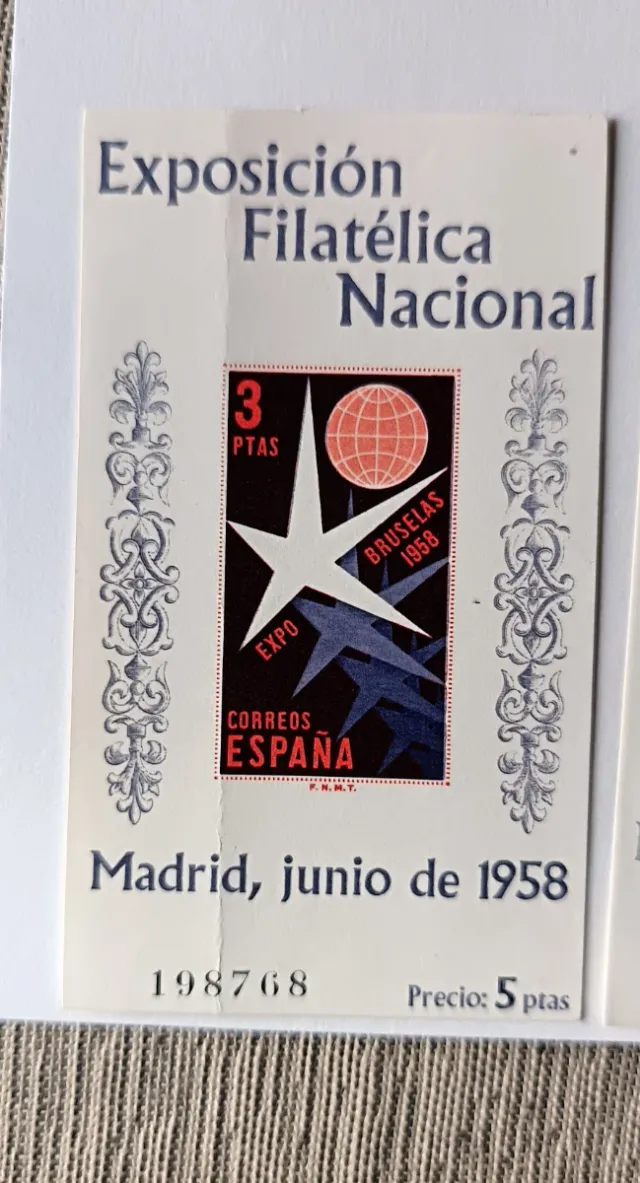 Exposición
Filatélica
Nacional
3
PTAS
BRUSELAS
1958
EXPO
CORREOS
ESPAÑA
F.N.M.T.
Madrid, junio de 1958
198768
Precio: 5 ptas